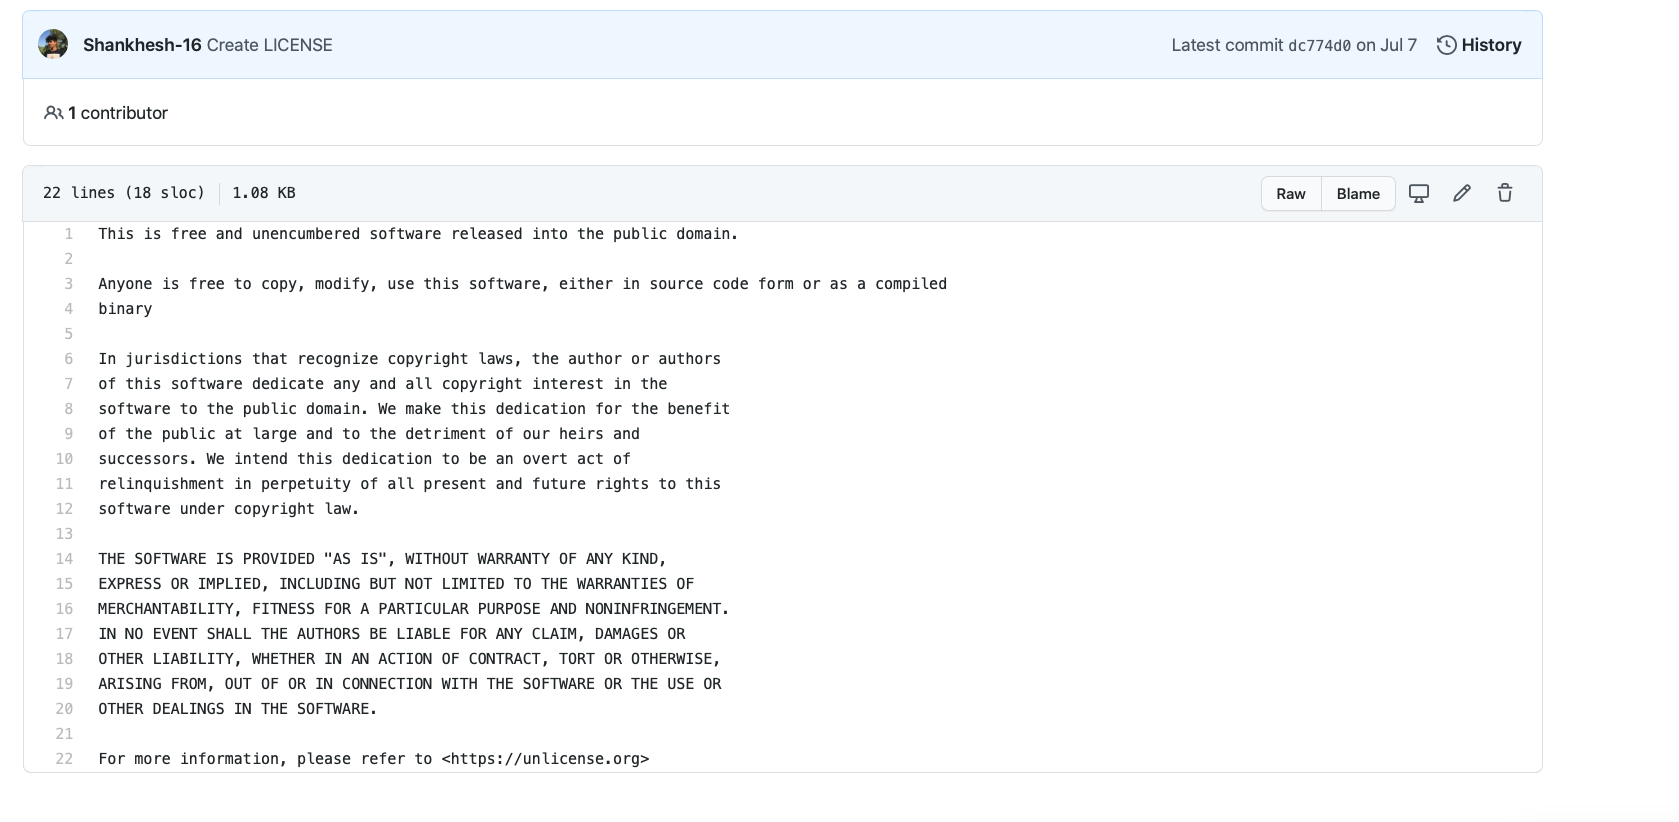 Shankhesh-16 Create LICENSE Latest commit dc774d0 on Jul 7 History
1 contributor
22 lines (18 sloc) 1.08 KB Raw Blame
1 This is free and unencumbered software released into the public domain.
2
3 Anyone is free to copy, modify, use this software, either in source code form or as a compiled
4 binary
5
6 In jurisdictions that recognize copyright laws, the author or authors
7 of this software dedicate any and all copyright interest in the
8 software to the public domain. We make this dedication for the benefit
9 of the public at large and to the detriment of our heirs and
10 successors. We intend this dedication to be an overt act of
11 relinquishment in perpetuity of all present and future rights to this
12 software under copyright law.
13
14 THE SOFTWARE IS PROVIDED "AS IS", WITHOUT WARRANTY OF ANY KIND,
15 EXPRESS OR IMPLIED, INCLUDING BUT NOT LIMITED TO THE WARRANTIES OF
16 MERCHANTABILITY, FITNESS FOR A PARTICULAR PURPOSE AND NONINFRINGEMENT.
17 IN NO EVENT SHALL THE AUTHORS BE LIABLE FOR ANY CLAIM, DAMAGES OR
18 OTHER LIABILITY, WHETHER IN AN ACTION OF CONTRACT, TORT OR OTHERWISE,
19 ARISING FROM, OUT OF OR IN CONNECTION WITH THE SOFTWARE OR THE USE OR
20 OTHER DEALINGS IN THE SOFTWARE.
21
22 For more information, please refer to <https://unlicense.org>